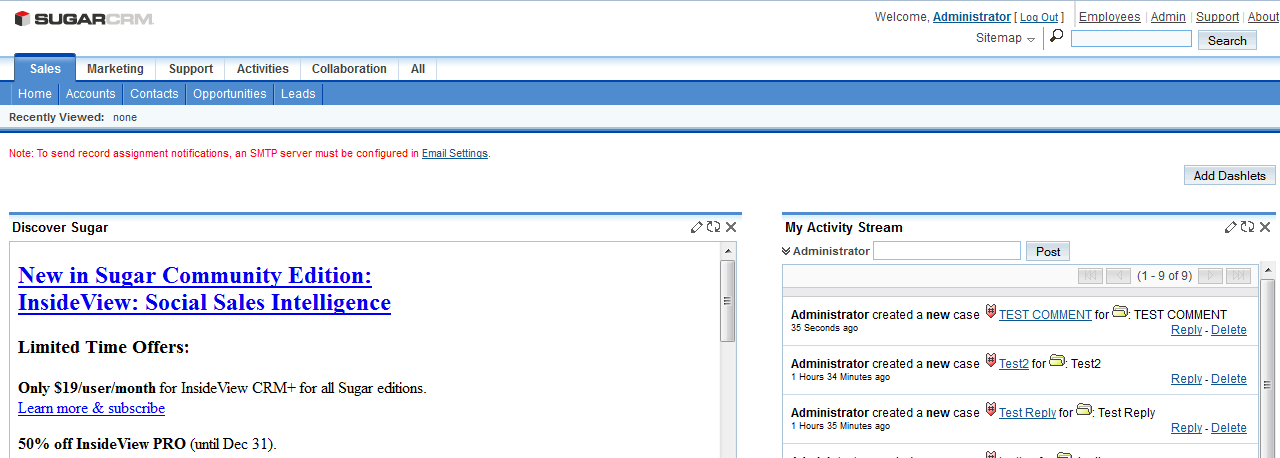 SUGARCRM
Welcome, Administrator [ Log Out ] Employees | Admin | Support | About
Sitemap Search
Sales Marketing Support Activities Collaboration All
Home Accounts Contacts Opportunities Leads
Recently Viewed: none
Note: To send record assignment notifications, an SMTP server must be configured in Email Settings.
Add Dashlets
Discover Sugar
New in Sugar Community Edition:
InsideView: Social Sales Intelligence
Limited Time Offers:
Only $19/user/month for InsideView CRM+ for all Sugar editions.
Learn more & subscribe
50% off InsideView PRO (until Dec 31).
My Activity Stream
Administrator Post
(1 - 9 of 9)
Administrator created a new case TEST COMMENT for : TEST COMMENT
35 Seconds ago
Reply - Delete
Administrator created a new case Test2 for : Test2
1 Hours 34 Minutes ago
Reply - Delete
Administrator created a new case Test Reply for : Test Reply
1 Hours 35 Minutes ago
Reply - Delete